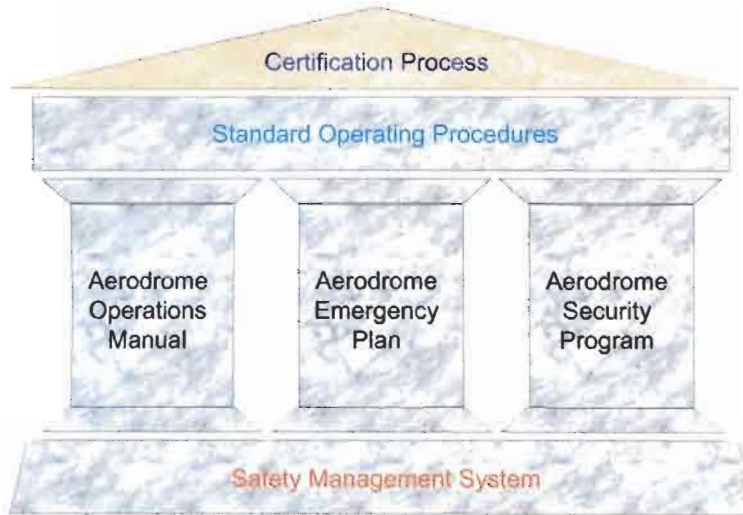 Certification Process
Standard Operating Procedures
Aerodrome
Operations
Manual
Aerodrome
Emergency
Plan
Aerodrome
Security
Program
Safety Management System